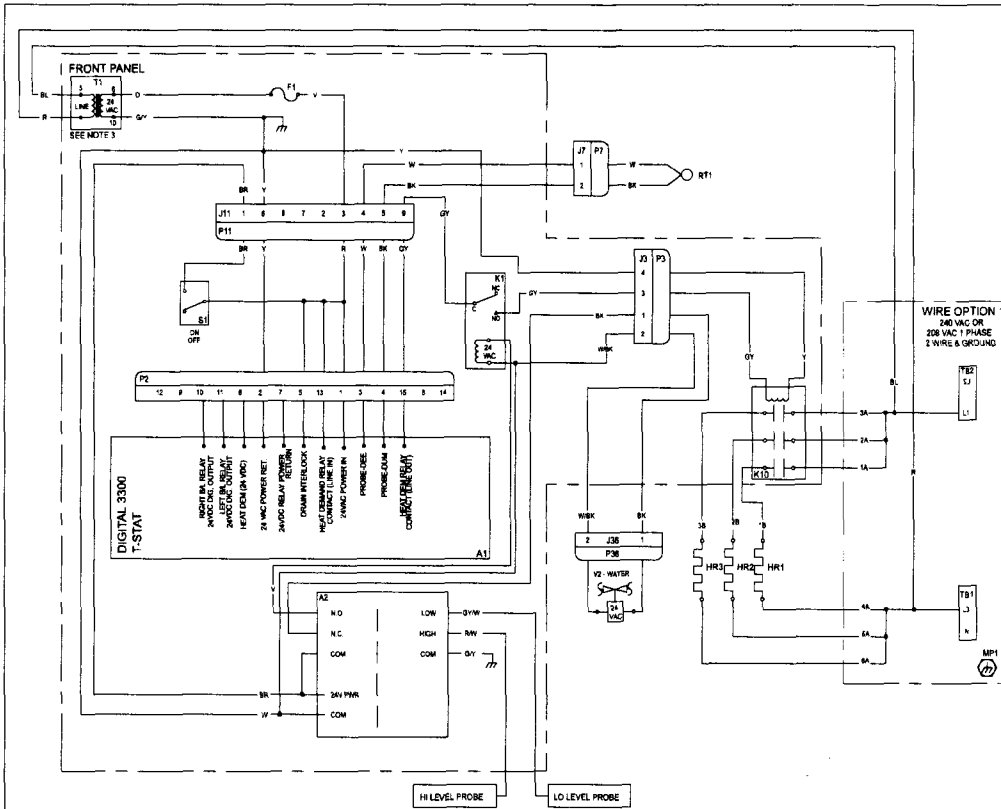 FRONT PANEL
T1
BL 5 6 O F1 V
LINE 24 VAC
R 10 G/Y
SEE NOTE 3
Y
J7 P7
W 1 W
BK 2 BK
RT1
BR Y
J11 1 6 8 7 2 3 4 5 9
P11
BR Y R W BK GY
GY
S1
ON
OFF
K1
NC
C
NO
24 VAC
GY
BK
W/BK
J3 P3
4
3
1
2
GY Y
WIRE OPTION 1
240 VAC OR
208 VAC 1 PHASE
2 WIRE & GROUND
BL
TB2
L1
3A
2A
1A
K10
R
P2
12 9 10 11 8 2 7 5 13 1 3 4 15 6 14
RIGHT B/L RELAY
24VDC DIG. OUTPUT
LEFT B/L RELAY
24VDC DIG OUTPUT
HEAT DEM (24 VDC)
24 VAC POWER RET.
24VDC RELAY POWER
RETURN
DRAIN INTERLOCK
HEAT DEMAND RELAY
CONTACT (LINE IN)
24VAC POWER IN
PROBE-DEE
PROBE-DUM
HEAT DEM RELAY
CONTACT (LINE OUT)
DIGITAL 3300
T-STAT
A1
W/BK BK
2 J36 1
P36
V2 - WATER
24 VAC
3B 2B 1B
HR3 HR2 HR1
4A
5A
6A
TB1
L3
N
MP1
A2
V
N.O LOW GY/W
N.C. HIGH R/W
COM COM G/Y
BR 24V PWR
W COM
HI LEVEL PROBE
LO LEVEL PROBE